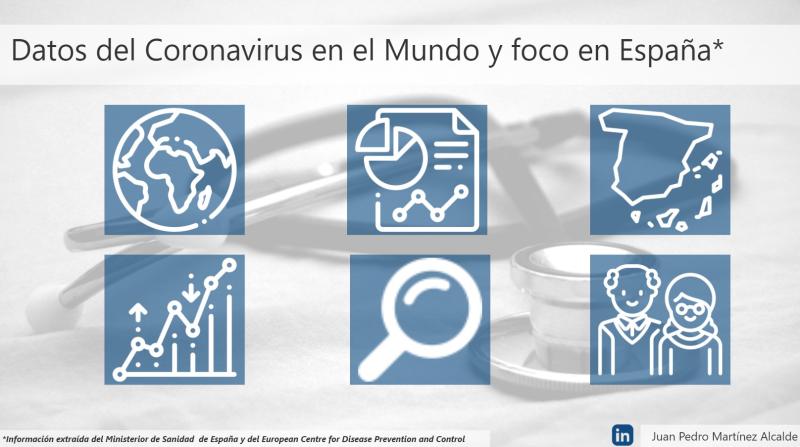 Datos del Coronavirus en el Mundo y foco en España*
*Información extraída del Ministerior de Sanidad de España y del European Centre for Disease Prevention and Control
in
Juan Pedro Martínez Alcalde